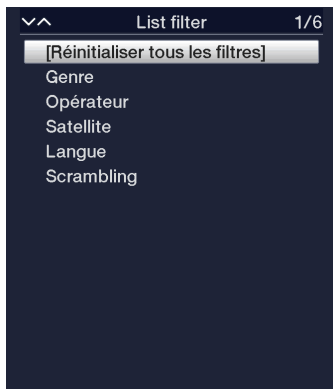 List filter 1/6
[Réinitialiser tous les filtres]
Genre
Opérateur
Satellite
Langue
Scrambling